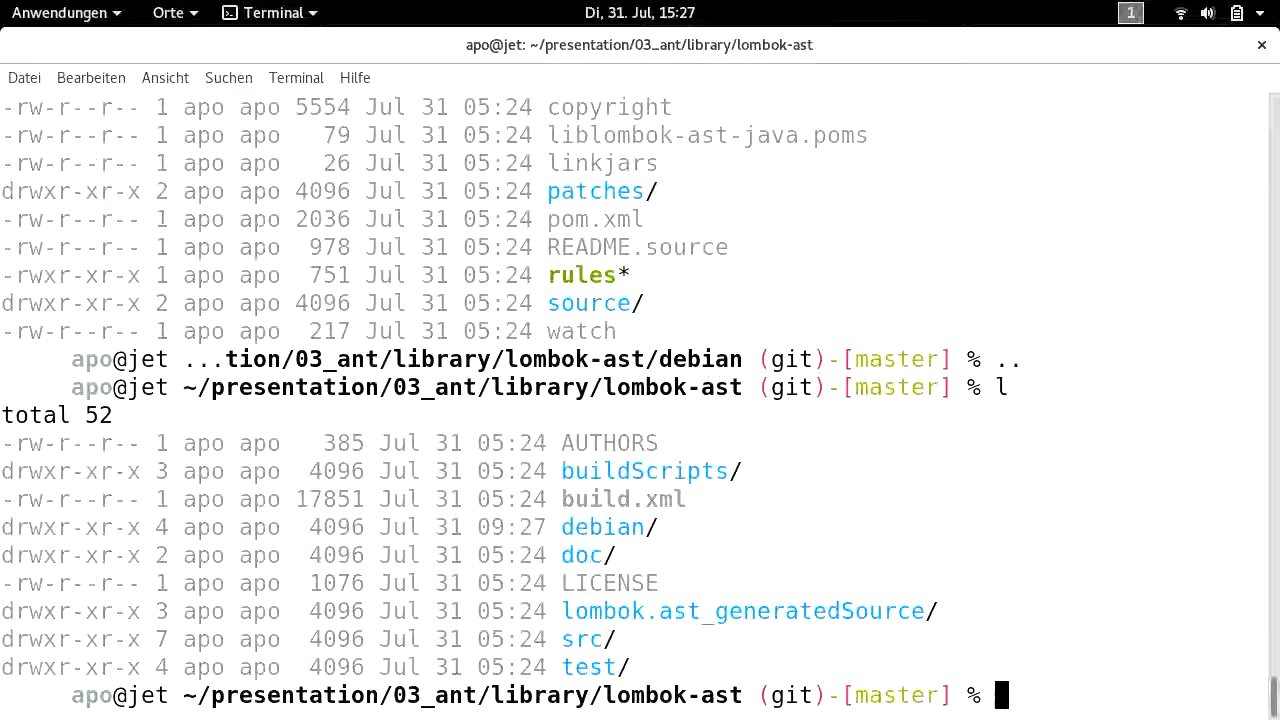 Anwendungen Orte Terminal Di, 31. Jul, 15:27 1
apo@jet: ~/presentation/03_ant/library/lombok-ast ×
Datei Bearbeiten Ansicht Suchen Terminal Hilfe
-rw-r--r-- 1 apo apo 5554 Jul 31 05:24 copyright
-rw-r--r-- 1 apo apo   79 Jul 31 05:24 liblombok-ast-java.poms
-rw-r--r-- 1 apo apo   26 Jul 31 05:24 linkjars
drwxr-xr-x 2 apo apo 4096 Jul 31 05:24 patches/
-rw-r--r-- 1 apo apo 2036 Jul 31 05:24 pom.xml
-rw-r--r-- 1 apo apo  978 Jul 31 05:24 README.source
-rwxr-xr-x 1 apo apo  751 Jul 31 05:24 rules*
drwxr-xr-x 2 apo apo 4096 Jul 31 05:24 source/
-rw-r--r-- 1 apo apo  217 Jul 31 05:24 watch
apo@jet ...tion/03_ant/library/lombok-ast/debian (git)-[master] % ..
apo@jet ~/presentation/03_ant/library/lombok-ast (git)-[master] % l
total 52
-rw-r--r-- 1 apo apo   385 Jul 31 05:24 AUTHORS
drwxr-xr-x 3 apo apo  4096 Jul 31 05:24 buildScripts/
-rw-r--r-- 1 apo apo 17851 Jul 31 05:24 build.xml
drwxr-xr-x 4 apo apo  4096 Jul 31 09:27 debian/
drwxr-xr-x 2 apo apo  4096 Jul 31 05:24 doc/
-rw-r--r-- 1 apo apo  1076 Jul 31 05:24 LICENSE
drwxr-xr-x 3 apo apo  4096 Jul 31 05:24 lombok.ast_generatedSource/
drwxr-xr-x 7 apo apo  4096 Jul 31 05:24 src/
drwxr-xr-x 4 apo apo  4096 Jul 31 05:24 test/
apo@jet ~/presentation/03_ant/library/lombok-ast (git)-[master] %